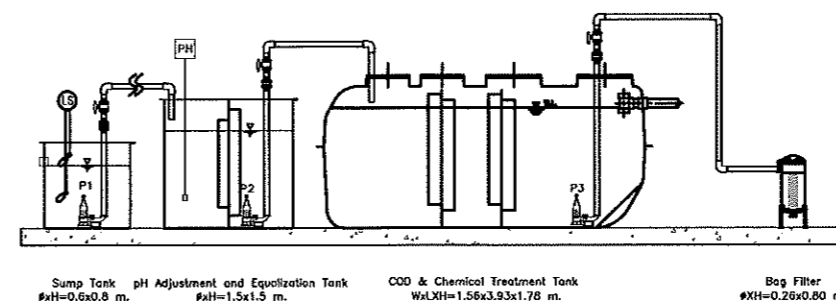 LS
PH
P1
P2
P3
Sump Tank
øxH=0.6x0.8 m.
pH Adjustment and Equalization Tank
øxH=1.5x1.5 m.
COD & Chemical Treatment Tank
WxLXH=1.56x3.93x1.78 m.
Bag Filter
øXH=0.26x0.80 m